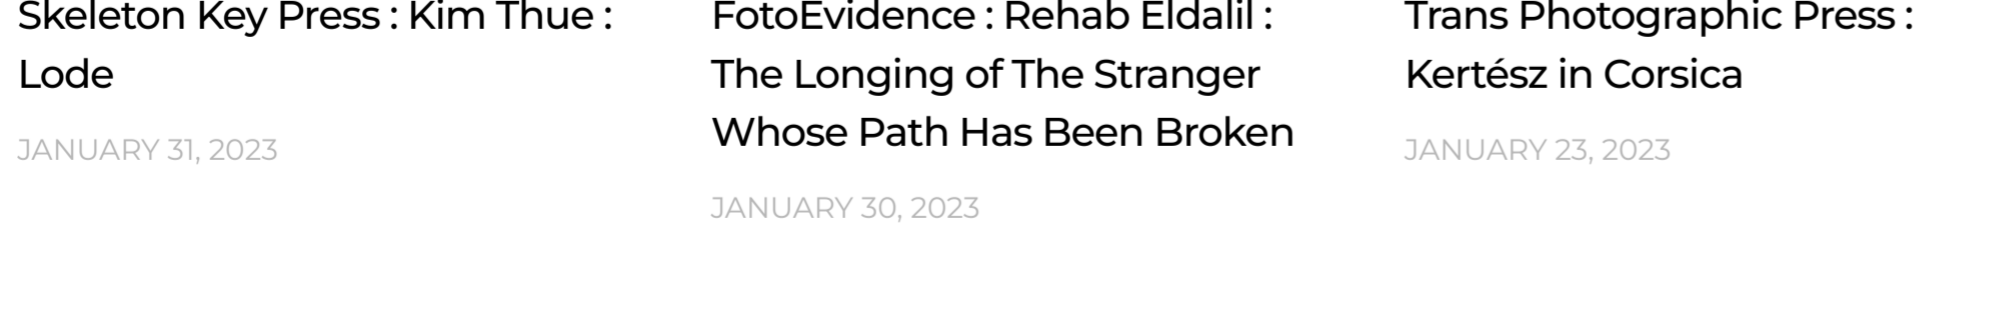 Skeleton Key Press : Kim Thue :
Lode
JANUARY 31, 2023
FotoEvidence : Rehab Eldalil :
The Longing of The Stranger
Whose Path Has Been Broken
JANUARY 30, 2023
Trans Photographic Press :
Kertész in Corsica
JANUARY 23, 2023